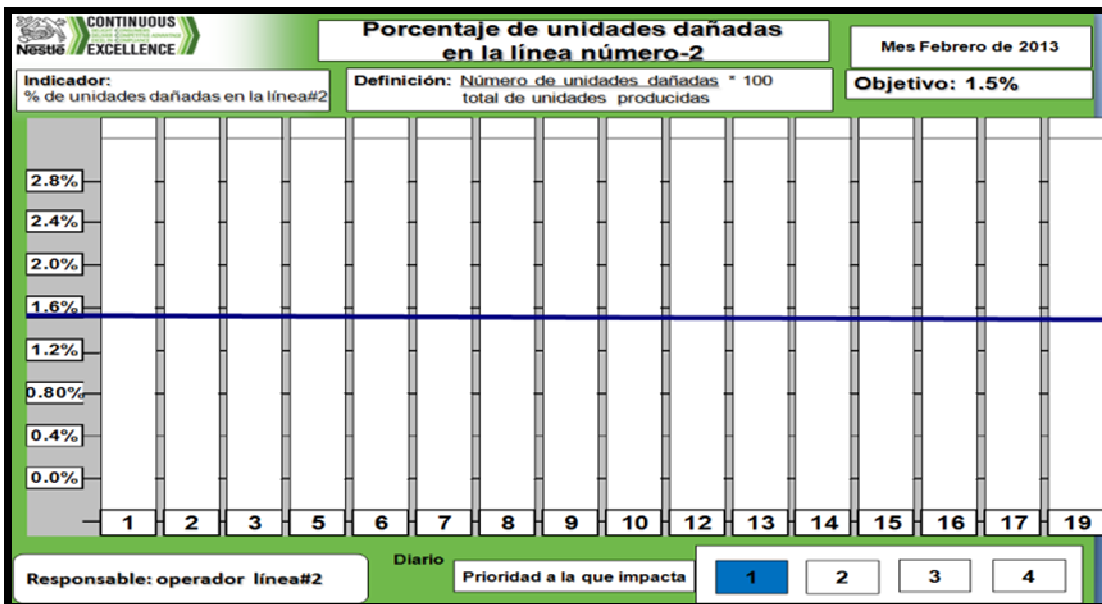 CONTINUOUS
EXCELLENCE
Nestlé
Porcentaje de unidades dañadas
en la línea número-2
Mes Febrero de 2013
Indicador:
% de unidades dañadas en la línea#2
Definición: Número de unidades dañadas * 100
total de unidades producidas
Objetivo: 1.5%
2.8%
2.4%
2.0%
1.6%
1.2%
0.80%
0.4%
0.0%
1 2 3 5 6 7 8 9 10 12 13 14 15 16 17 19
Diario
Responsable: operador línea#2
Prioridad a la que impacta
1 2 3 4